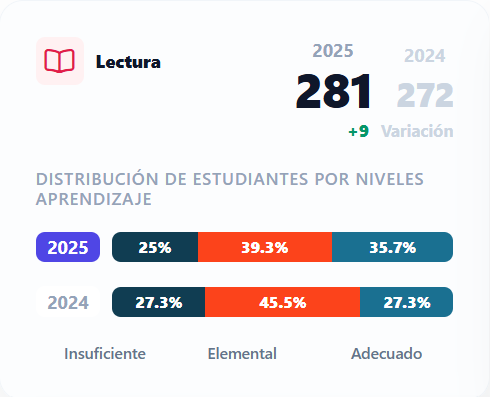 Lectura
2025
2024
281
272
+9 Variación
DISTRIBUCIÓN DE ESTUDIANTES POR NIVELES
APRENDIZAJE
2025 25% 39.3% 35.7%
2024 27.3% 45.5% 27.3%
Insuficiente Elemental Adecuado